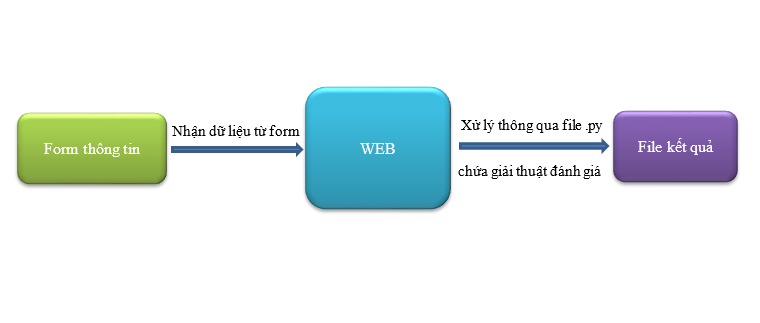 Form thông tin
Nhận dữ liệu từ form
WEB
Xử lý thông qua file .py
chứa giải thuật đánh giá
File kết quả